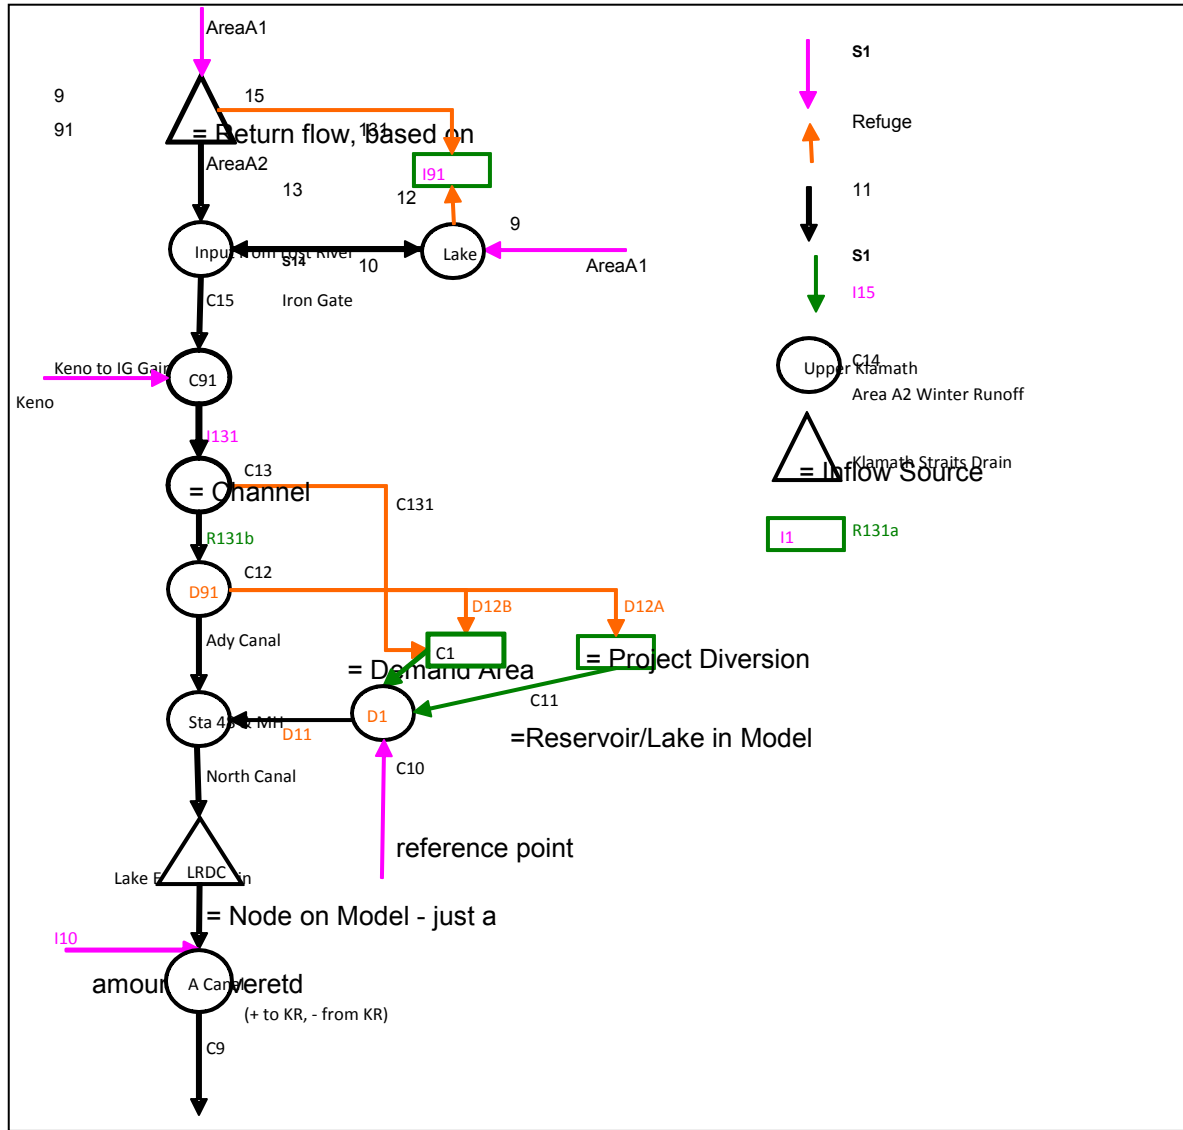 AreaA1
S1
9
15
91
131
= Return flow, based on
Refuge
AreaA2
I91
13
12
11
9
Input From Lost River
S14
10
Lake
AreaA1
S1
C15
Iron Gate
I15
Keno to IG Gain
C91
C14
Upper Klamath
Keno
Area A2 Winter Runoff
I131
C13
= Channel
C131
Klamath Straits Drain
= Inflow Source
R131b
I1
R131a
C12
D91
D12B
D12A
Ady Canal
C1
= Demand Area
= Project Diversion
C11
D1
Sta 48 & MH
D11
=Reservoir/Lake in Model
North Canal
C10
reference point
LRDC
Lake
= Node on Model - just a
I10
A Canal
(+ to KR, - from KR)
C9